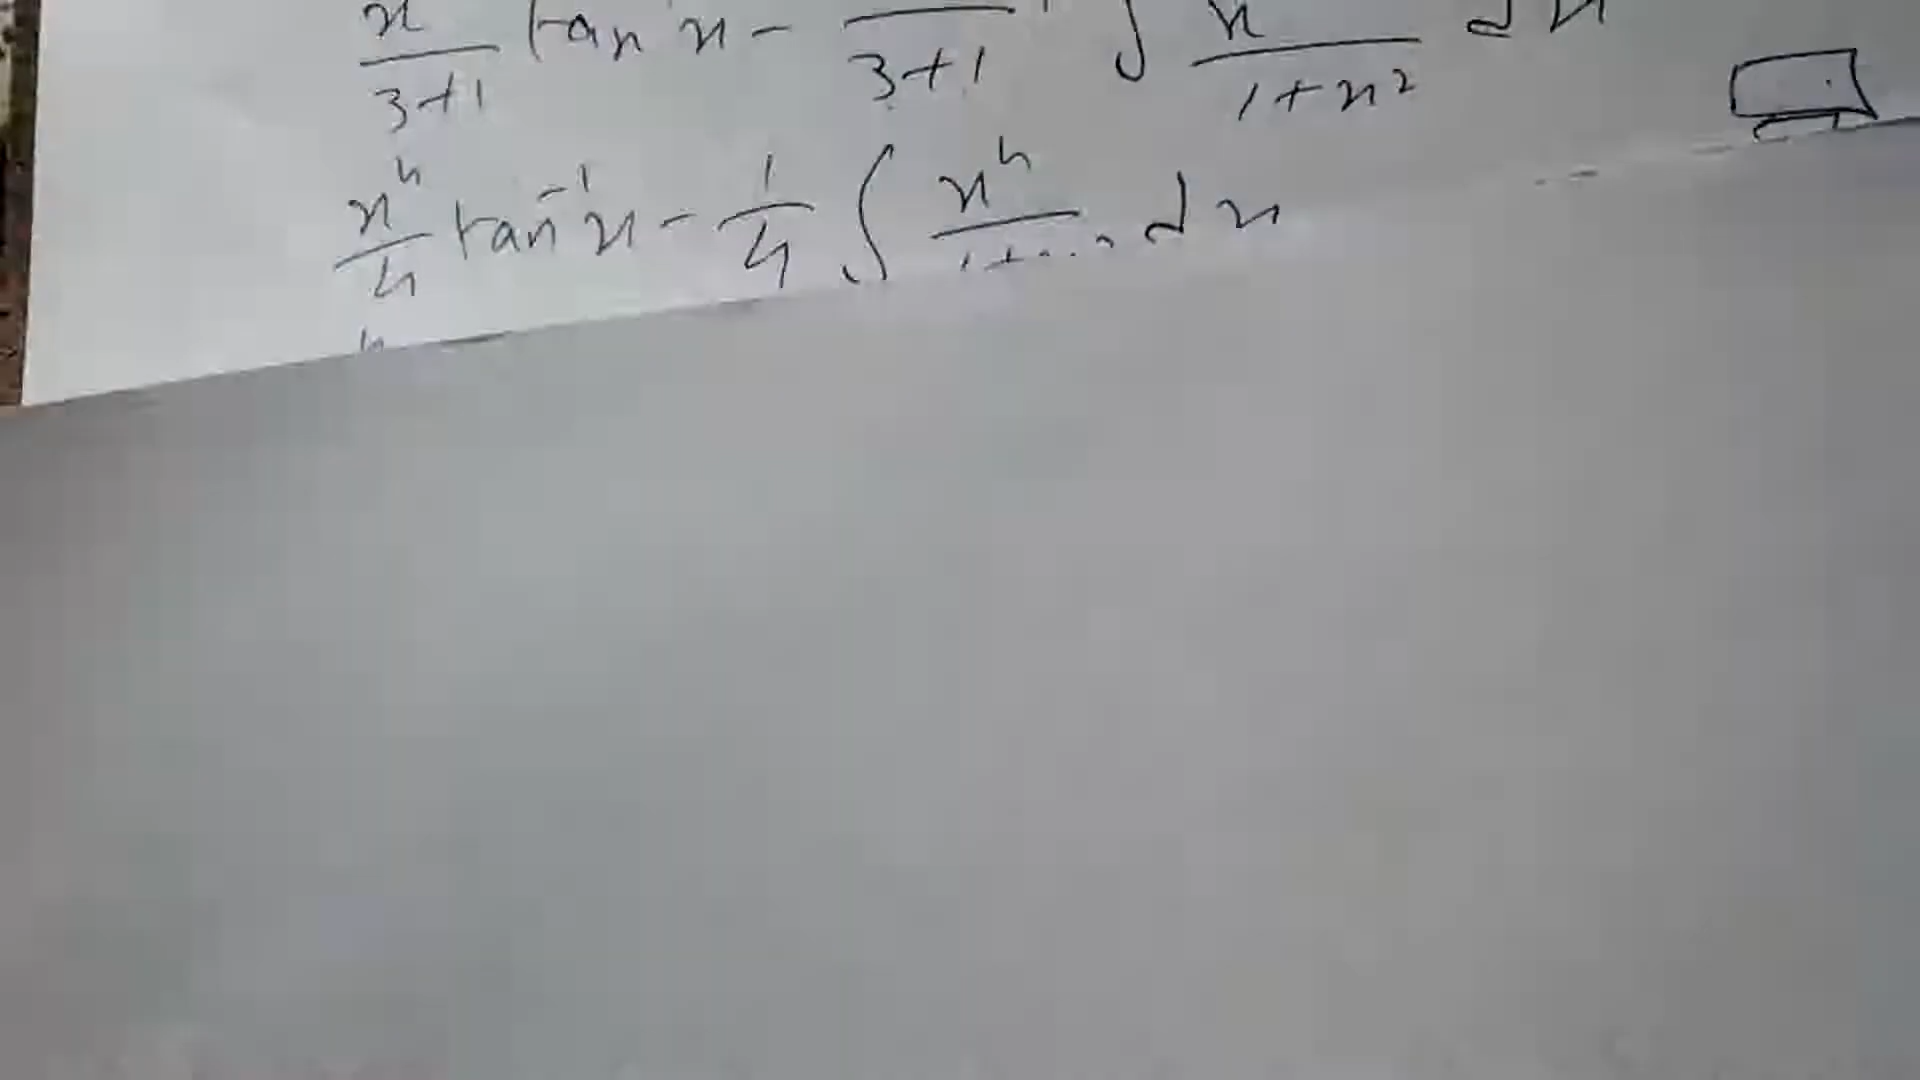 x/(3+1) tan x - /(3+1) ∫ x/(1+x²) dx
x⁴/4 tan⁻¹x - 1/4 ∫ x⁴/(1+ dx